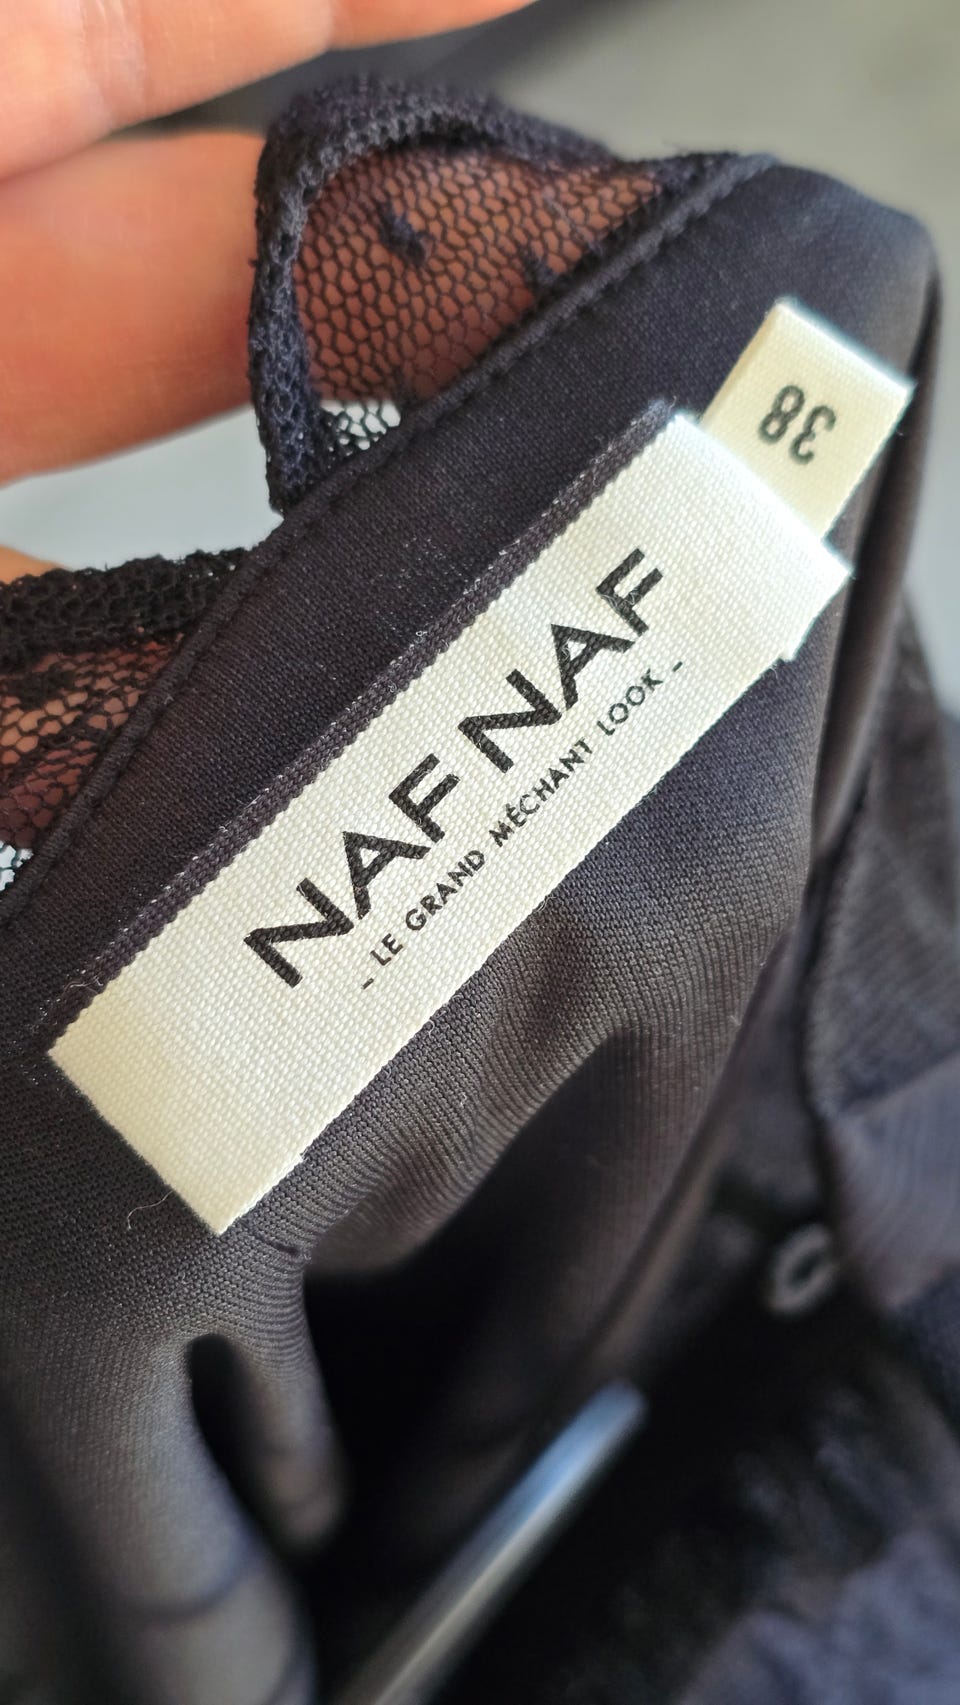 38
NAF NAF
- LE GRAND MÉCHANT LOOK -